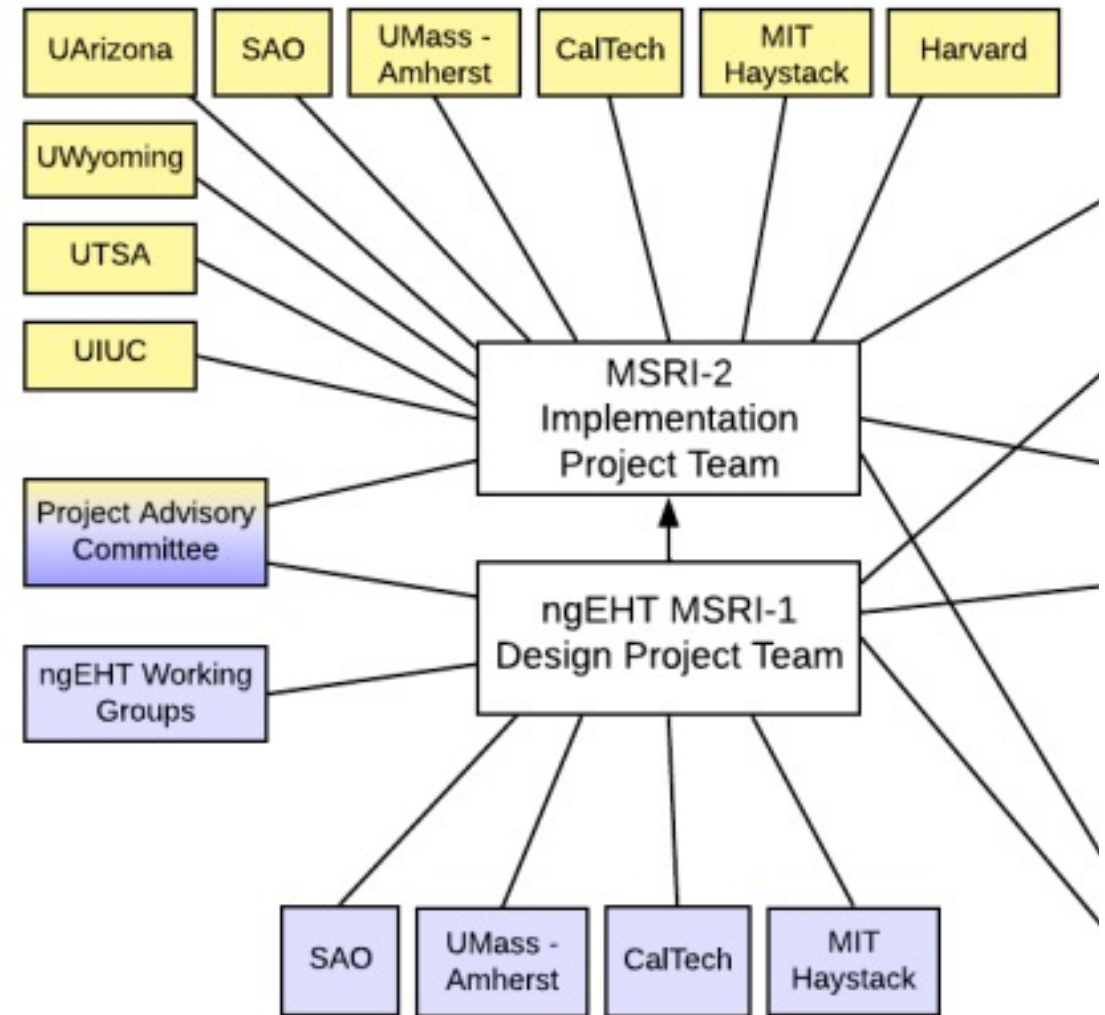 UArizona
SAO
UMass -
Amherst
CalTech
MIT
Haystack
Harvard
UWyoming
UTSA
UIUC
MSRI-2
Implementation
Project Team
Project Advisory
Committee
ngEHT MSRI-1
Design Project Team
ngEHT Working
Groups
SAO
UMass -
Amherst
CalTech
MIT
Haystack